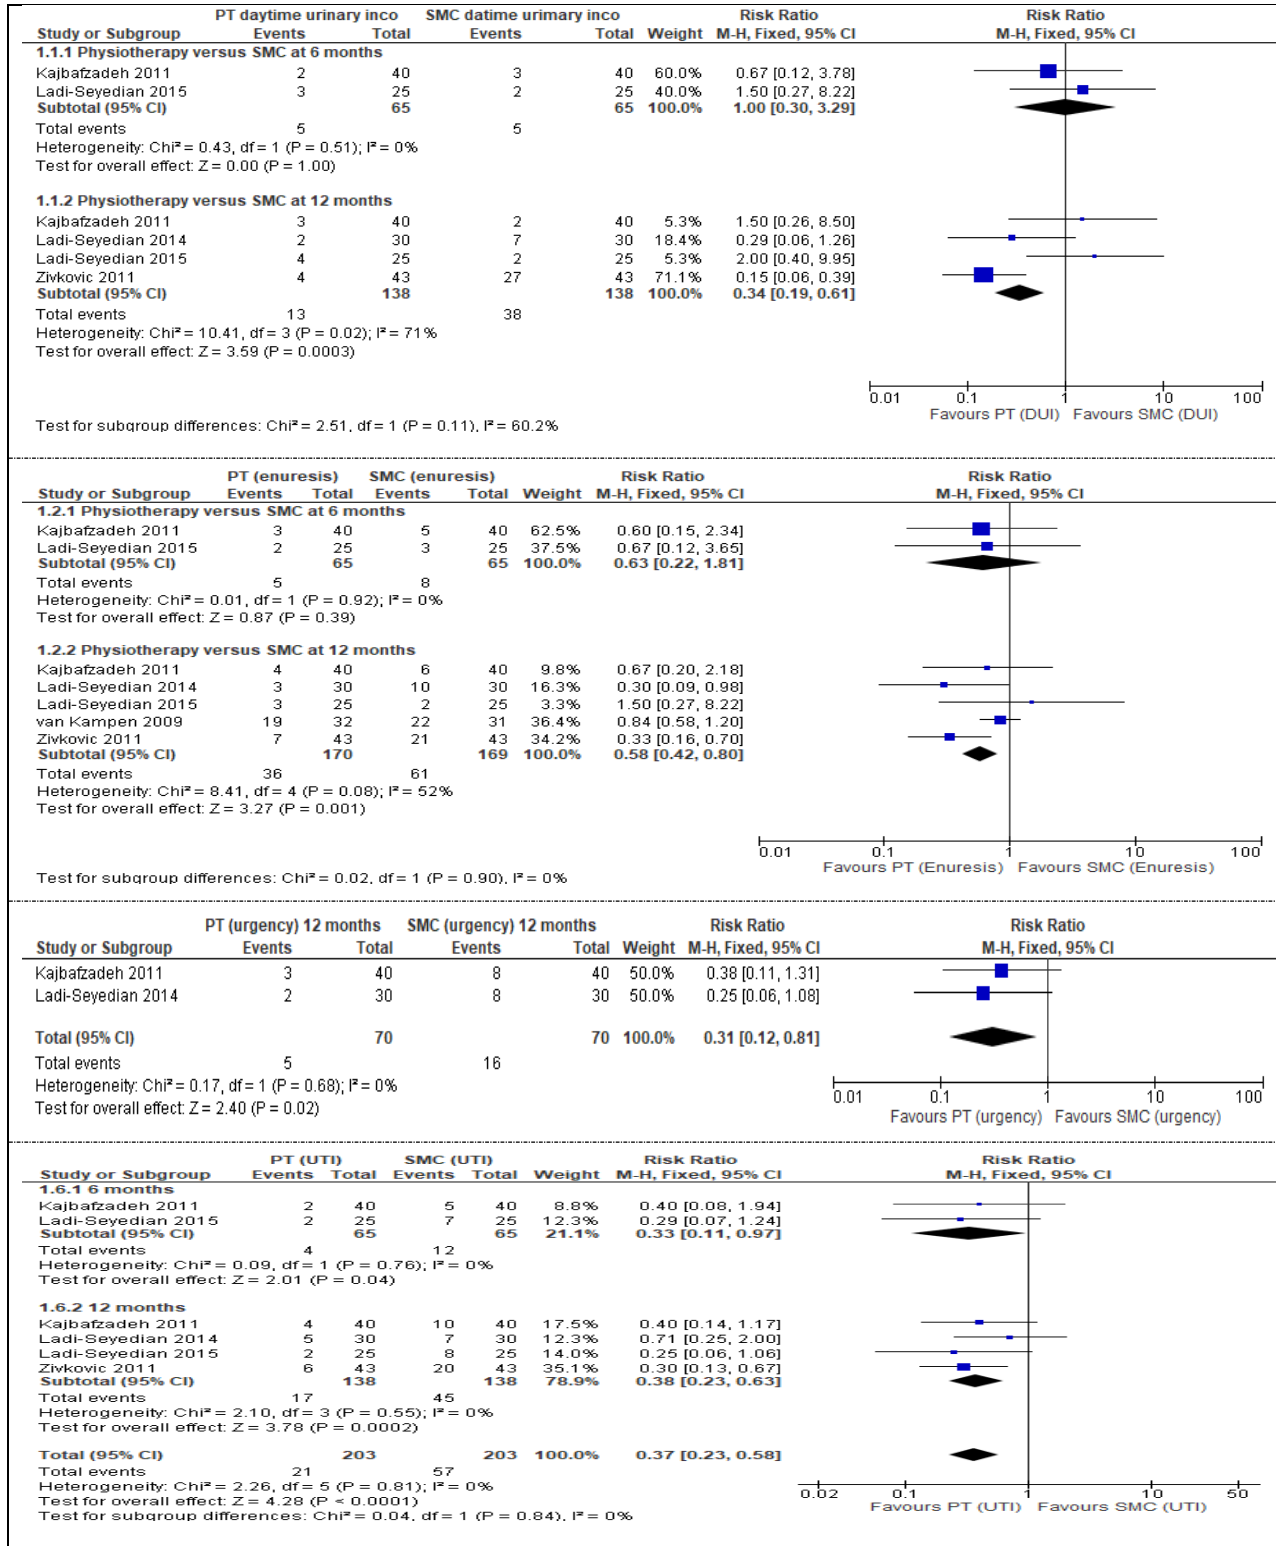 PT daytime urinary inco SMC datime urimary inco Risk Ratio Risk Ratio
Study or Subgroup Events Total Events Total Weight M-H, Fixed, 95% CI M-H, Fixed, 95% CI
1.1.1 Physiotherapy versus SMC at 6 months
Kajbafzadeh 2011 2 40 3 40 60.0% 0.67 [0.12, 3.78]
Ladi-Seyedian 2015 3 25 2 25 40.0% 1.50 [0.27, 8.22]
Subtotal (95% CI) 65 65 100.0% 1.00 [0.30, 3.29]
Total events 5 5
Heterogeneity: Chi² = 0.43, df = 1 (P = 0.51); I² = 0%
Test for overall effect: Z = 0.00 (P = 1.00)
1.1.2 Physiotherapy versus SMC at 12 months
Kajbafzadeh 2011 3 40 2 40 5.3% 1.50 [0.26, 8.50]
Ladi-Seyedian 2014 2 30 7 30 18.4% 0.29 [0.06, 1.26]
Ladi-Seyedian 2015 4 25 2 25 5.3% 2.00 [0.40, 9.95]
Zivkovic 2011 4 43 27 43 71.1% 0.15 [0.06, 0.39]
Subtotal (95% CI) 138 138 100.0% 0.34 [0.19, 0.61]
Total events 13 38
Heterogeneity: Chi² = 10.41, df = 3 (P = 0.02); I² = 71%
Test for overall effect: Z = 3.59 (P = 0.0003)
0.01 0.1 1 10 100
Favours PT (DUI) Favours SMC (DUI)
Test for subgroup differences: Chi² = 2.51, df = 1 (P = 0.11), I² = 60.2%
PT (enuresis) SMC (enuresis) Risk Ratio Risk Ratio
Study or Subgroup Events Total Events Total Weight M-H, Fixed, 95% CI M-H, Fixed, 95% CI
1.2.1 Physiotherapy versus SMC at 6 months
Kajbafzadeh 2011 3 40 5 40 62.5% 0.60 [0.15, 2.34]
Ladi-Seyedian 2015 2 25 3 25 37.5% 0.67 [0.12, 3.65]
Subtotal (95% CI) 65 65 100.0% 0.63 [0.22, 1.81]
Total events 5 8
Heterogeneity: Chi² = 0.01, df = 1 (P = 0.92); I² = 0%
Test for overall effect: Z = 0.87 (P = 0.39)
1.2.2 Physiotherapy versus SMC at 12 months
Kajbafzadeh 2011 4 40 6 40 9.8% 0.67 [0.20, 2.18]
Ladi-Seyedian 2014 3 30 10 30 16.3% 0.30 [0.09, 0.98]
Ladi-Seyedian 2015 3 25 2 25 3.3% 1.50 [0.27, 8.22]
van Kampen 2009 19 32 22 31 36.4% 0.84 [0.58, 1.20]
Zivkovic 2011 7 43 21 43 34.2% 0.33 [0.16, 0.70]
Subtotal (95% CI) 170 169 100.0% 0.58 [0.42, 0.80]
Total events 36 61
Heterogeneity: Chi² = 8.41, df = 4 (P = 0.08); I² = 52%
Test for overall effect: Z = 3.27 (P = 0.001)
0.01 0.1 1 10 100
Favours PT (Enuresis) Favours SMC (Enuresis)
Test for subgroup differences: Chi² = 0.02, df = 1 (P = 0.90), I² = 0%
PT (urgency) 12 months SMC (urgency) 12 months Risk Ratio Risk Ratio
Study or Subgroup Events Total Events Total Weight M-H, Fixed, 95% CI M-H, Fixed, 95% CI
Kajbafzadeh 2011 3 40 8 40 50.0% 0.38 [0.11, 1.31]
Ladi-Seyedian 2014 2 30 8 30 50.0% 0.25 [0.06, 1.08]
Total (95% CI) 70 70 100.0% 0.31 [0.12, 0.81]
Total events 5 16
Heterogeneity: Chi² = 0.17, df = 1 (P = 0.68); I² = 0%
Test for overall effect: Z = 2.40 (P = 0.02)
0.01 0.1 1 10 100
Favours PT (urgency) Favours SMC (urgency)
PT (UTI) SMC (UTI) Risk Ratio Risk Ratio
Study or Subgroup Events Total Events Total Weight M-H, Fixed, 95% CI M-H, Fixed, 95% CI
1.6.1 6 months
Kajbafzadeh 2011 2 40 5 40 8.8% 0.40 [0.08, 1.94]
Ladi-Seyedian 2015 2 25 7 25 12.3% 0.29 [0.07, 1.24]
Subtotal (95% CI) 65 65 21.1% 0.33 [0.11, 0.97]
Total events 4 12
Heterogeneity: Chi² = 0.09, df = 1 (P = 0.76); I² = 0%
Test for overall effect: Z = 2.01 (P = 0.04)
1.6.2 12 months
Kajbafzadeh 2011 4 40 10 40 17.5% 0.40 [0.14, 1.17]
Ladi-Seyedian 2014 5 30 7 30 12.3% 0.71 [0.25, 2.00]
Ladi-Seyedian 2015 2 25 8 25 14.0% 0.25 [0.06, 1.06]
Zivkovic 2011 6 43 20 43 35.1% 0.30 [0.13, 0.67]
Subtotal (95% CI) 138 138 78.9% 0.38 [0.23, 0.63]
Total events 17 45
Heterogeneity: Chi² = 2.10, df = 3 (P = 0.55); I² = 0%
Test for overall effect: Z = 3.78 (P = 0.0002)
Total (95% CI) 203 203 100.0% 0.37 [0.23, 0.58]
Total events 21 57
Heterogeneity: Chi² = 2.26, df = 5 (P = 0.81); I² = 0%
Test for overall effect: Z = 4.28 (P < 0.0001)
Test for subgroup differences: Chi² = 0.04, df = 1 (P = 0.84), I² = 0%
0.02 0.1 1 10 50
Favours PT (UTI) Favours SMC (UTI)